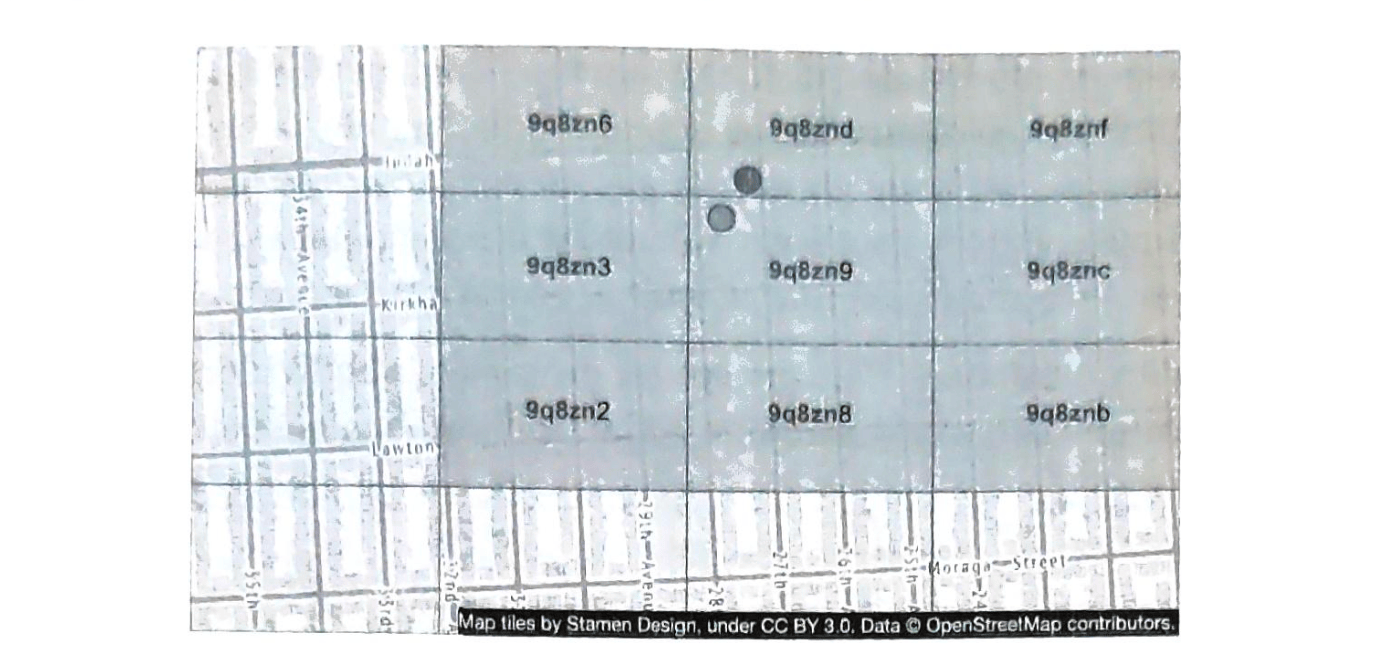 9q8zn6
9q8znd
9q8znf
Judah
34th Avenue
9q8zn3
9q8zn9
9q8znc
Kirkha
9q8zn2
9q8zn8
9q8znb
Lawton
29th Avenu
35th
33rd
27th
26th
25th A
Moraga Street
24
28
Map tiles by Stamen Design, under CC BY 3.0. Data © OpenStreetMap contributors.